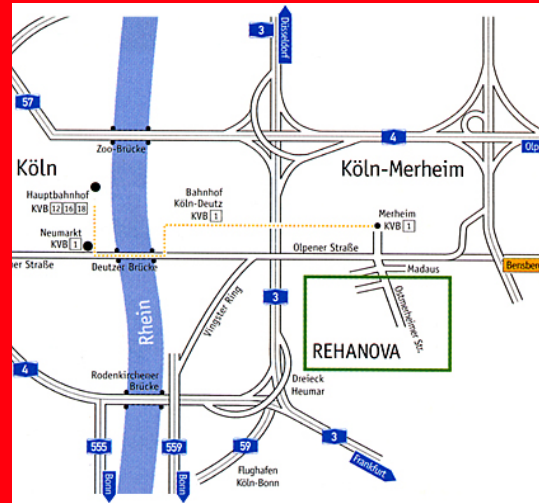 3
Düsseldorf
57
4
Zoo-Brücke
Olp
Köln
Köln-Merheim
Hauptbahnhof
KVB 12 16 18
Bahnhof
Köln-Deutz
KVB 1
Merheim
KVB 1
Neumarkt
KVB 1
Olpener Straße
er Straße
Deutzer Brücke
Madaus
Bensber
Rhein
Vingster Ring
3
Ostmerheimer Str.
REHANOVA
4
Rodenkirchener
Brücke
Dreieck
Heumar
555
559
59
3
Bonn
Bonn
Flughafen
Köln-Bonn
Frankfurt